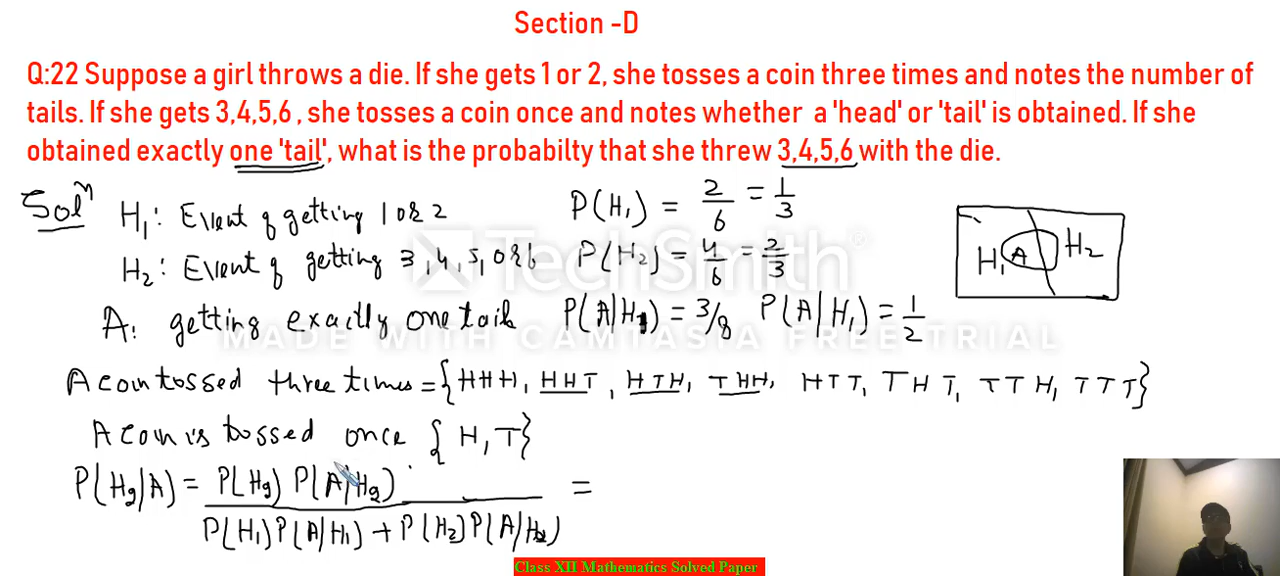 Section -D
Q:22 Suppose a girl throws a die. If she gets 1 or 2, she tosses a coin three times and notes the number of
tails. If she gets 3,4,5,6 , she tosses a coin once and notes whether a 'head' or 'tail' is obtained. If she
obtained exactly one 'tail', what is the probabilty that she threw 3,4,5,6 with the die.
Solⁿ H₁: Event of getting 1 or 2 P(H₁) = 2/6 = 1/3
H₂: Event of getting 3,4,5, or 6 P(H₂) = 4/6 = 2/3
H₁ A H₂
A: getting exactly one tail P(A|H₁) = 3/8 P(A|H₁) = 1/2
TechSmith®
MADE WITH CAMTASIA FREE TRIAL
A coin tossed three times = {HHH, HHT, HTH, THH, HTT, THT, TTH, TTT}
A coin is tossed once {H, T}
P(H₂|A) = P(H₂) P(A|H₂) / P(H₁)P(A|H₁) + P(H₂)P(A|H₂) =
Class XII Mathematics Solved Paper